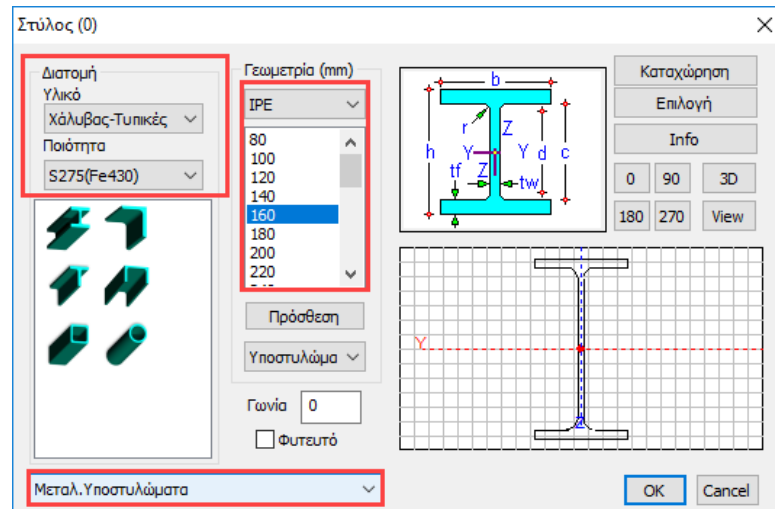 Στύλος (0)
Διατομή
Υλικό
Χάλυβας-Τυπικές
Ποιότητα
S275(Fe430)
Γεωμετρία (mm)
IPE
80
100
120
140
160
180
200
220
Πρόσθεση
Υποστυλώμα
Γωνία 0
Φυτευτό
b
r
Z
h
Y
Y
d
c
tf
Z
tw
Καταχώρηση
Επιλογή
Info
0 90 3D
180 270 View
Y
Z
Μεταλ.Υποστυλώματα
OK Cancel